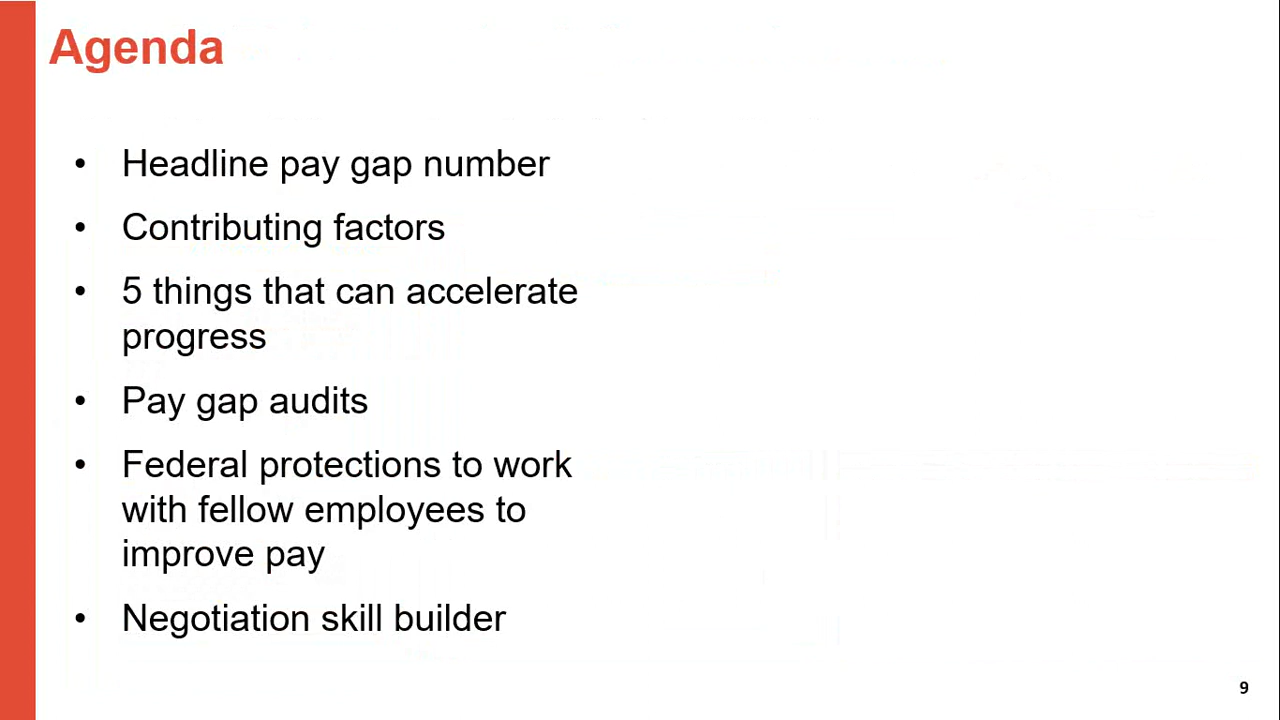 Agenda
• Headline pay gap number
• Contributing factors
• 5 things that can accelerate
progress
• Pay gap audits
• Federal protections to work
with fellow employees to
improve pay
• Negotiation skill builder
9